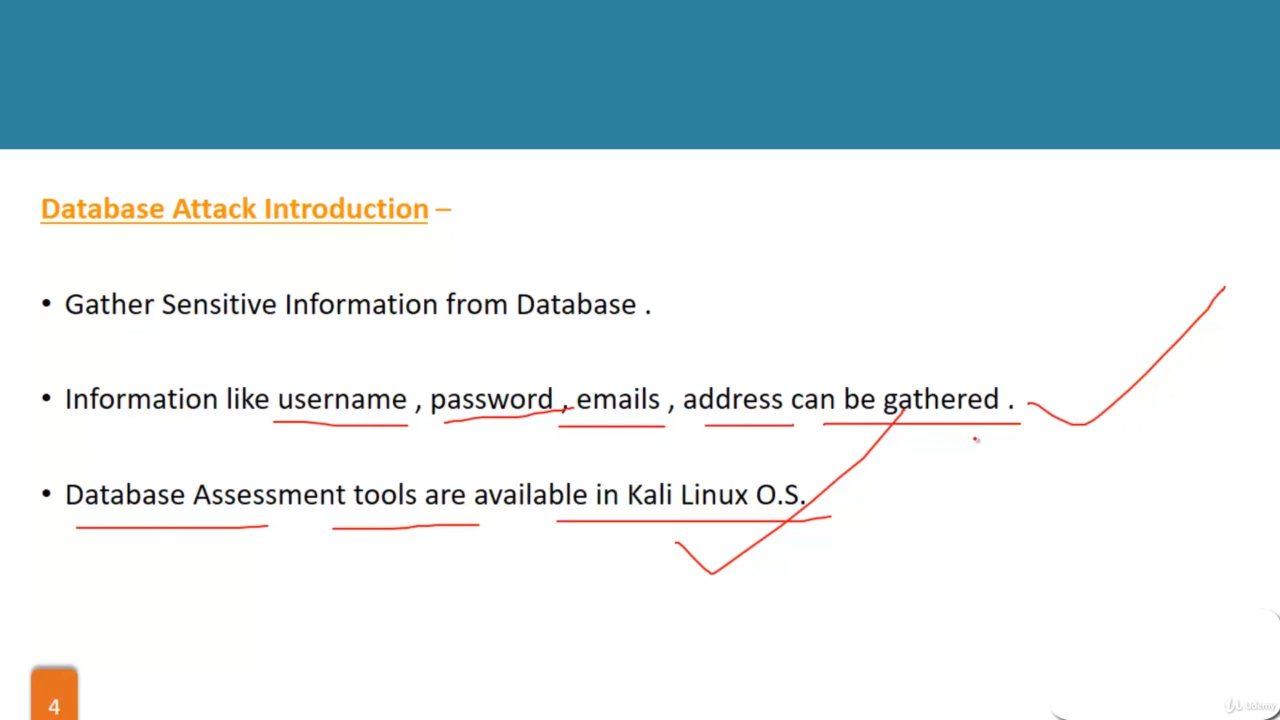 Database Attack Introduction –
• Gather Sensitive Information from Database .
• Information like username , password , emails , address can be gathered .
• Database Assessment tools are available in Kali Linux O.S.
4
Udemy